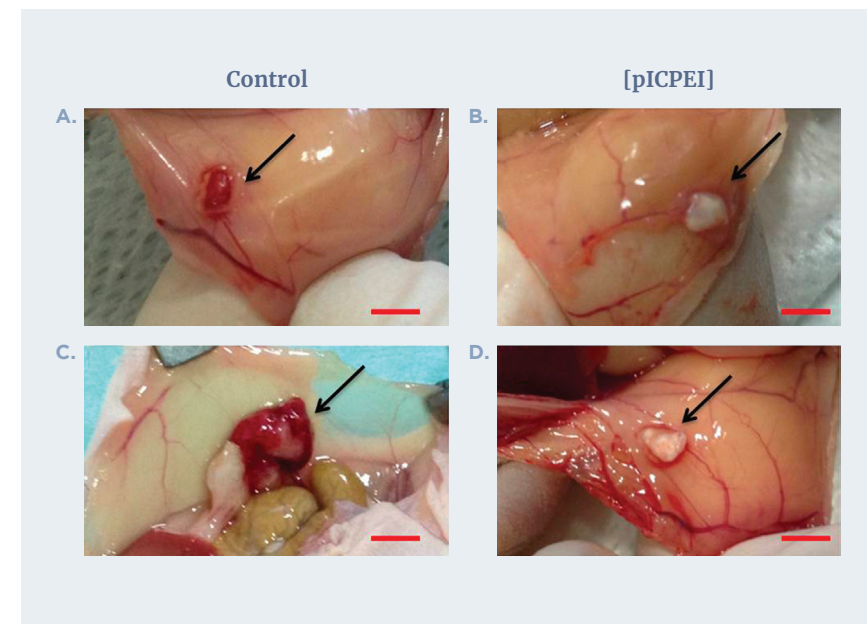 Control
[pICPEI]
A.
B.
C.
D.